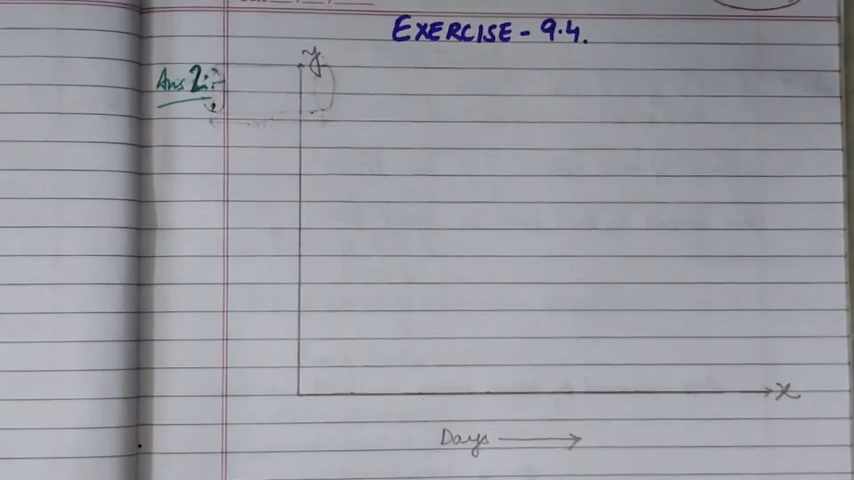 EXERCISE - 9.4.
y
Ans 2:-
x
Days